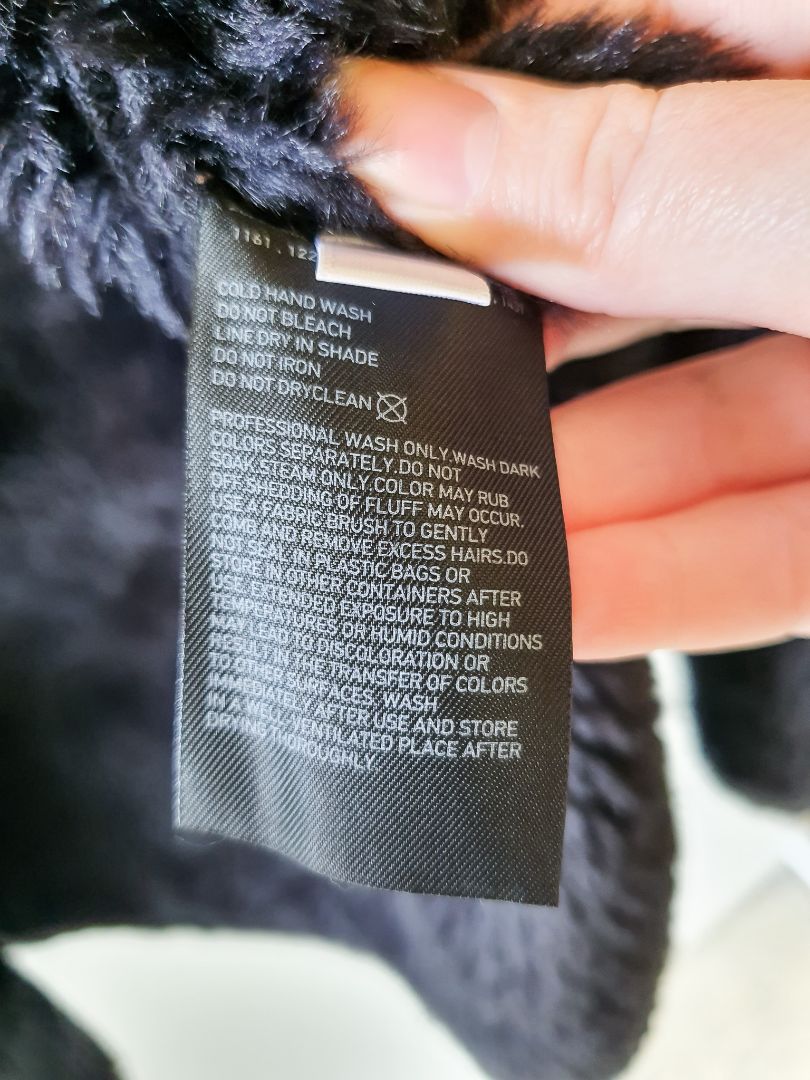 1161 . 122
COLD HAND WASH
DO NOT BLEACH
LINE DRY IN SHADE
DO NOT IRON
DO NOT DRYCLEAN
PROFESSIONAL WASH ONLY.WASH DARK
COLORS SEPARATELY.DO NOT
SOAK.STEAM ONLY.COLOR MAY RUB
OFF.SHEDDING OF FLUFF MAY OCCUR.
USE A FABRIC BRUSH TO GENTLY
COMB AND REMOVE EXCESS HAIRS.DO
NOT SEAL IN PLASTIC BAGS OR
STORE IN OTHER CONTAINERS AFTER
USE.EXTENDED EXPOSURE TO HIGH
TEMPERATURES OR HUMID CONDITIONS
MAY LEAD TO DISCOLORATION OR
RESULT IN THE TRANSFER OF COLORS
TO OTHER SURFACES. WASH
IMMEDIATELY AFTER USE AND STORE
IN A WELL VENTILATED PLACE AFTER
DRYING THOROUGHLY.